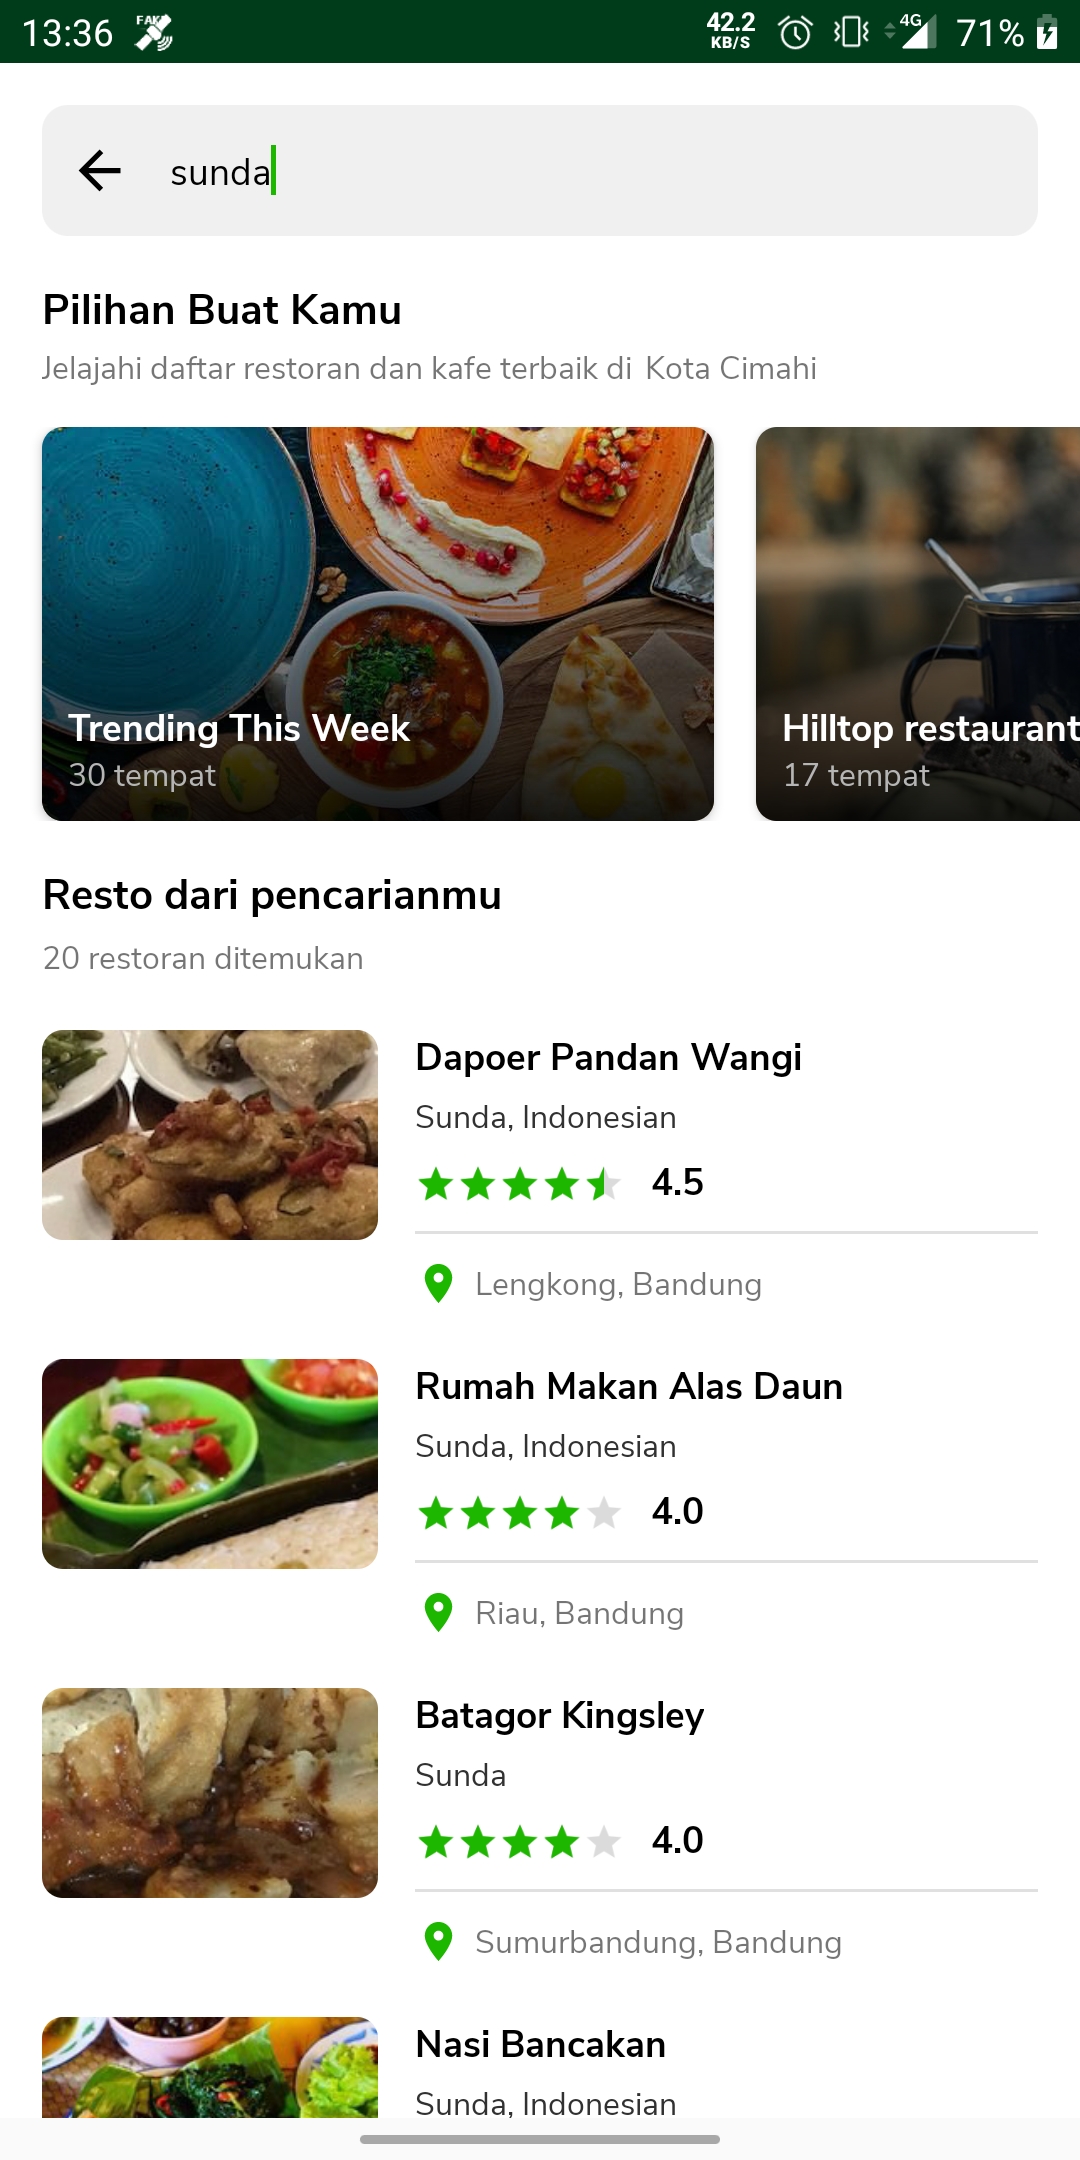 13:36 FAKE 42.2 KB/S 4G 71%
sunda
Pilihan Buat Kamu
Jelajahi daftar restoran dan kafe terbaik di Kota Cimahi
Trending This Week
30 tempat
Hilltop restaurant
17 tempat
Resto dari pencarianmu
20 restoran ditemukan
Dapoer Pandan Wangi
Sunda, Indonesian
4.5
Lengkong, Bandung
Rumah Makan Alas Daun
Sunda, Indonesian
4.0
Riau, Bandung
Batagor Kingsley
Sunda
4.0
Sumurbandung, Bandung
Nasi Bancakan
Sunda, Indonesian